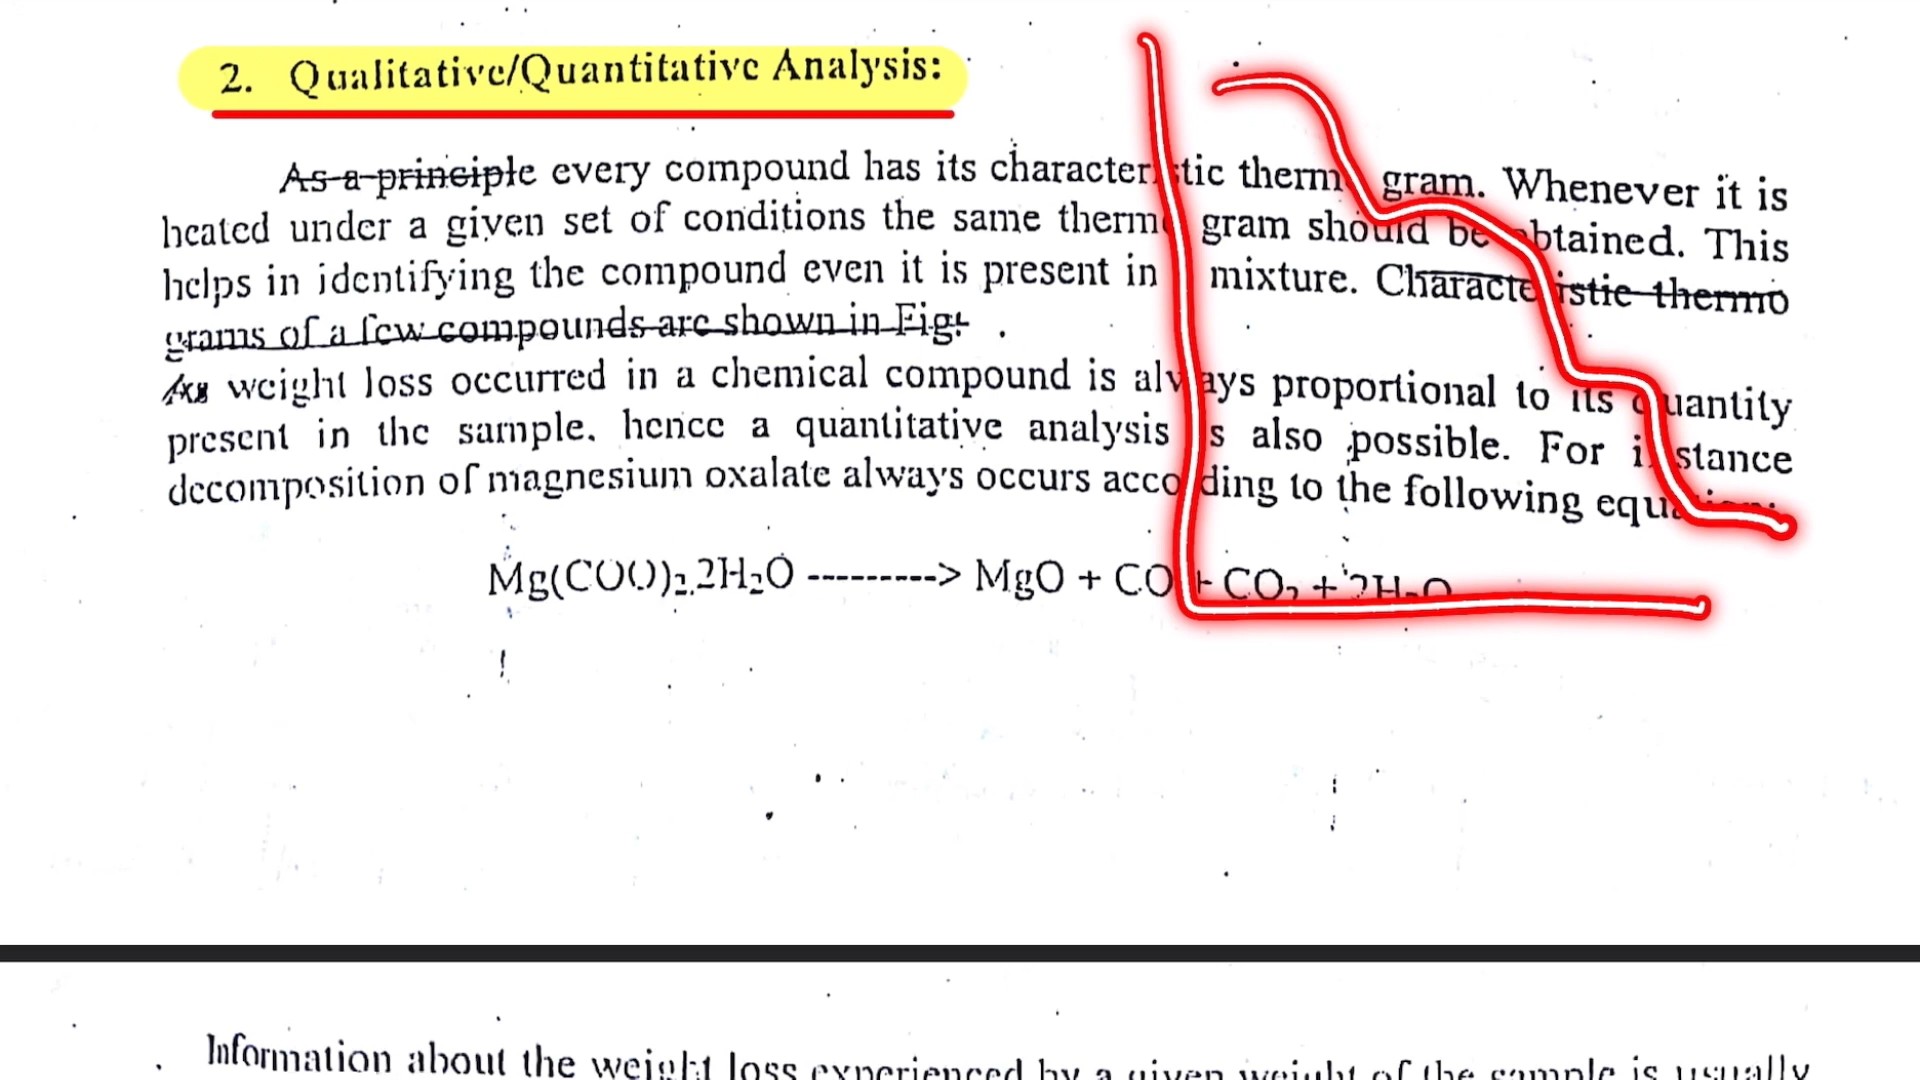 2. Qualitative/Quantitative Analysis:
As a principle every compound has its characteristic thermo gram. Whenever it is
heated under a given set of conditions the same thermo gram should be obtained. This
helps in identifying the compound even it is present in mixture. Characteristic thermo
grams of a few compounds are shown in Fig.
As weight loss occurred in a chemical compound is always proportional to its quantity
present in the sample. hence a quantitative analysis is also possible. For instance
decomposition of magnesium oxalate always occurs according to the following equation:
Mg(COO)₂.2H₂O ---------> MgO + CO + CO₂ + 2H₂O
Information about the weight loss experienced by a given weight of the sample is usually